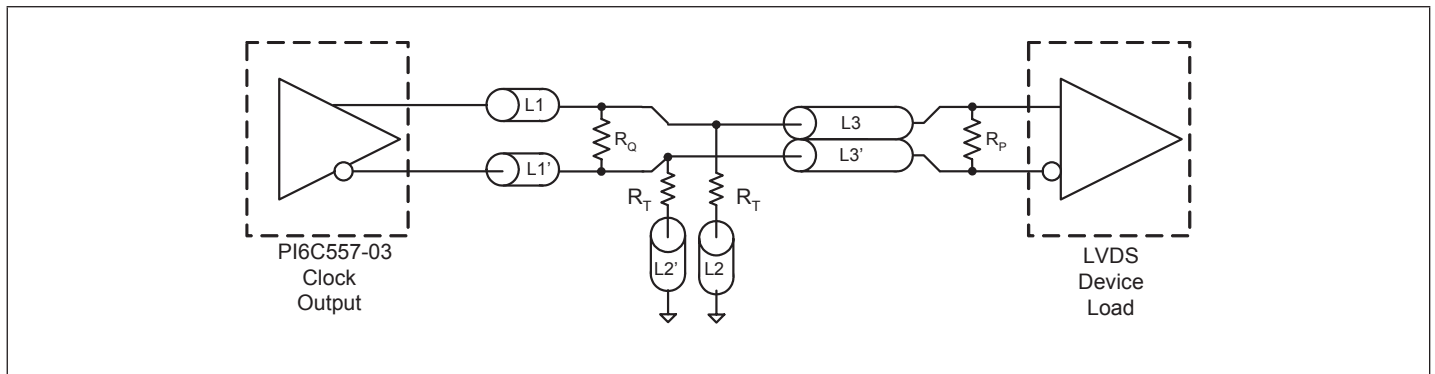 L1
R_Q
L1'
L3
L3'
R_P
R_T
R_T
L2'
L2
PI6C557-03
Clock
Output
LVDS
Device
Load